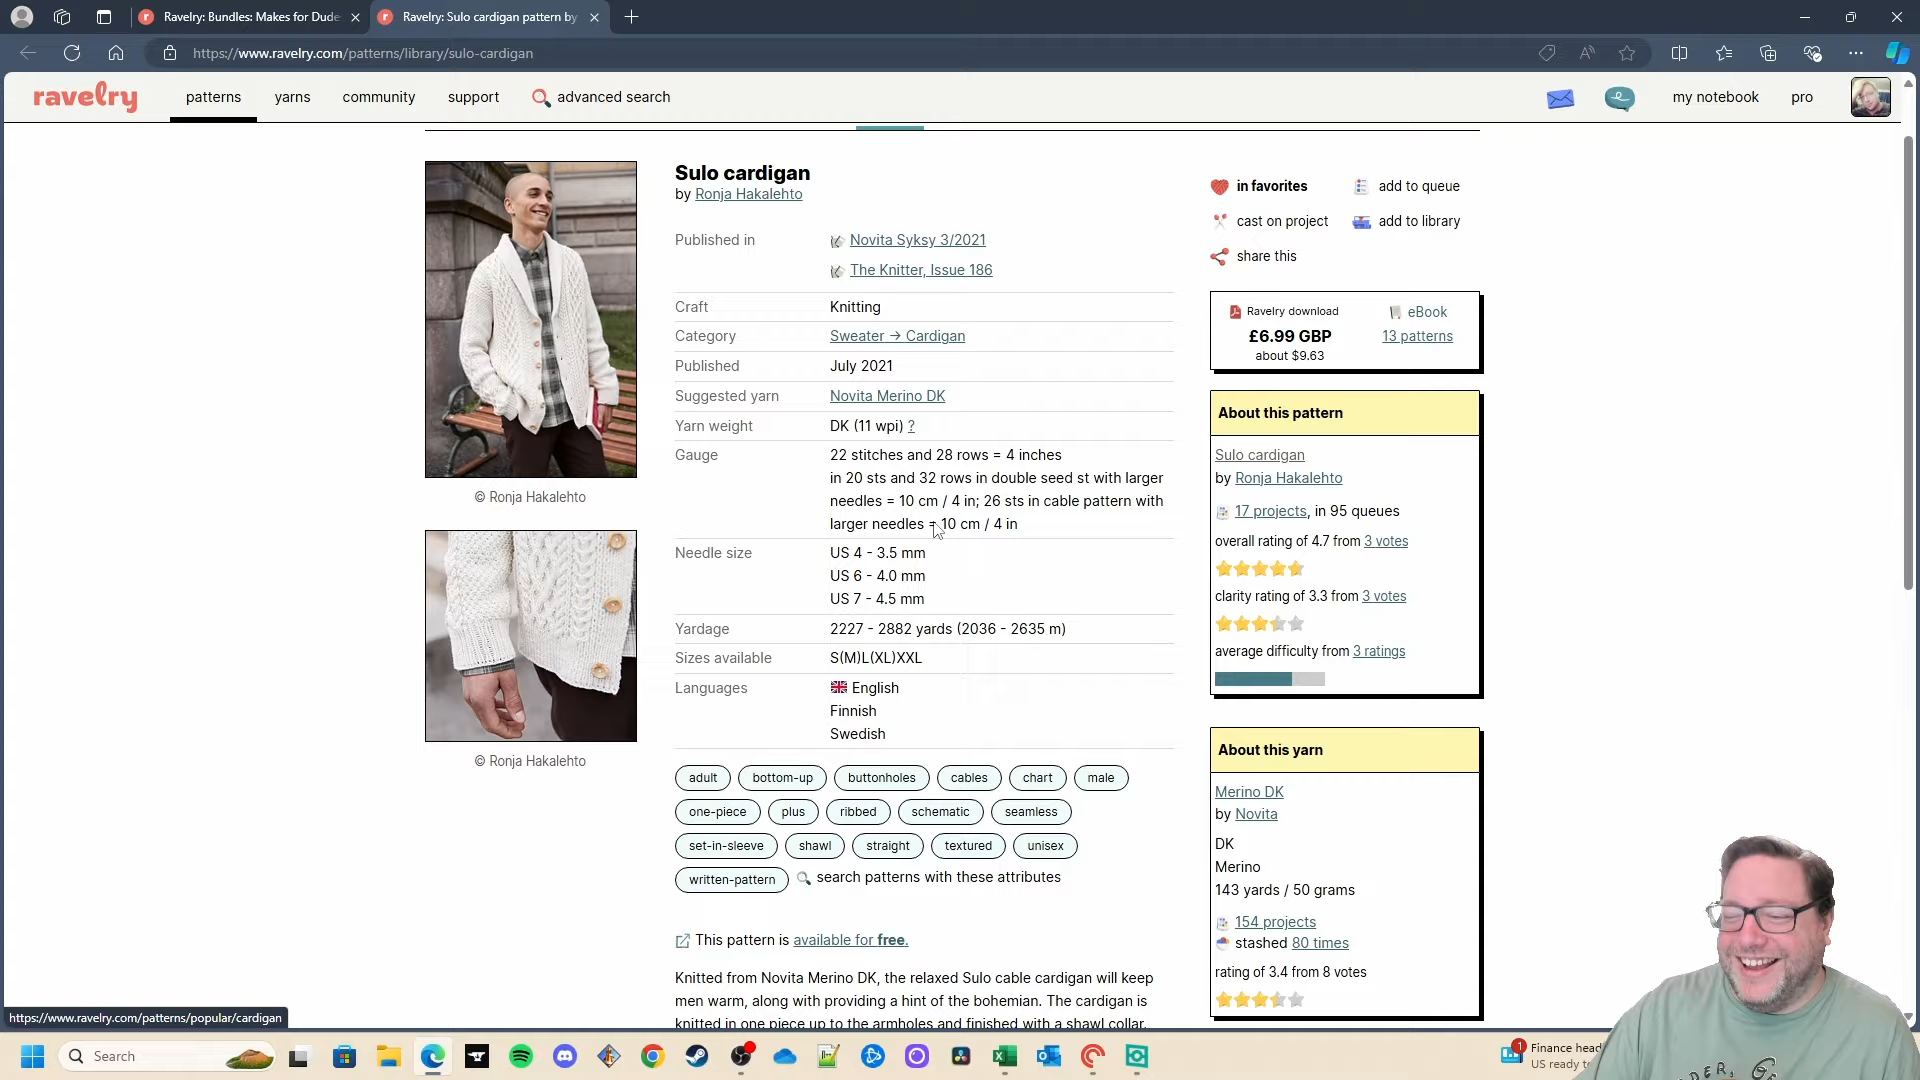 Ravelry: Bundles: Makes for Dude
Ravelry: Sulo cardigan pattern by
https://www.ravelry.com/patterns/library/sulo-cardigan
ravelry
patterns
yarns
community
support
advanced search
my notebook
pro
Sulo cardigan
by Ronja Hakalehto
Published in
Novita Syksy 3/2021
The Knitter, Issue 186
Craft
Knitting
Category
Sweater → Cardigan
Published
July 2021
Suggested yarn
Novita Merino DK
Yarn weight
DK (11 wpi) ?
Gauge
22 stitches and 28 rows = 4 inches
in 20 sts and 32 rows in double seed st with larger
needles = 10 cm / 4 in; 26 sts in cable pattern with
larger needles = 10 cm / 4 in
Needle size
US 4 - 3.5 mm
US 6 - 4.0 mm
US 7 - 4.5 mm
Yardage
2227 - 2882 yards (2036 - 2635 m)
Sizes available
S(M)L(XL)XXL
Languages
English
Finnish
Swedish
adult
bottom-up
buttonholes
cables
chart
male
one-piece
plus
ribbed
schematic
seamless
set-in-sleeve
shawl
straight
textured
unisex
written-pattern
search patterns with these attributes
This pattern is available for free.
Knitted from Novita Merino DK, the relaxed Sulo cable cardigan will keep
men warm, along with providing a hint of the bohemian. The cardigan is
knitted in one piece up to the armholes and finished with a shawl collar.
© Ronja Hakalehto
© Ronja Hakalehto
in favorites
add to queue
cast on project
add to library
share this
Ravelry download
£6.99 GBP
about $9.63
eBook
13 patterns
About this pattern
Sulo cardigan
by Ronja Hakalehto
17 projects, in 95 queues
overall rating of 4.7 from 3 votes
clarity rating of 3.3 from 3 votes
average difficulty from 3 ratings
About this yarn
Merino DK
by Novita
DK
Merino
143 yards / 50 grams
154 projects
stashed 80 times
rating of 3.4 from 8 votes
https://www.ravelry.com/patterns/popular/cardigan
Search
1
Finance head
US ready t